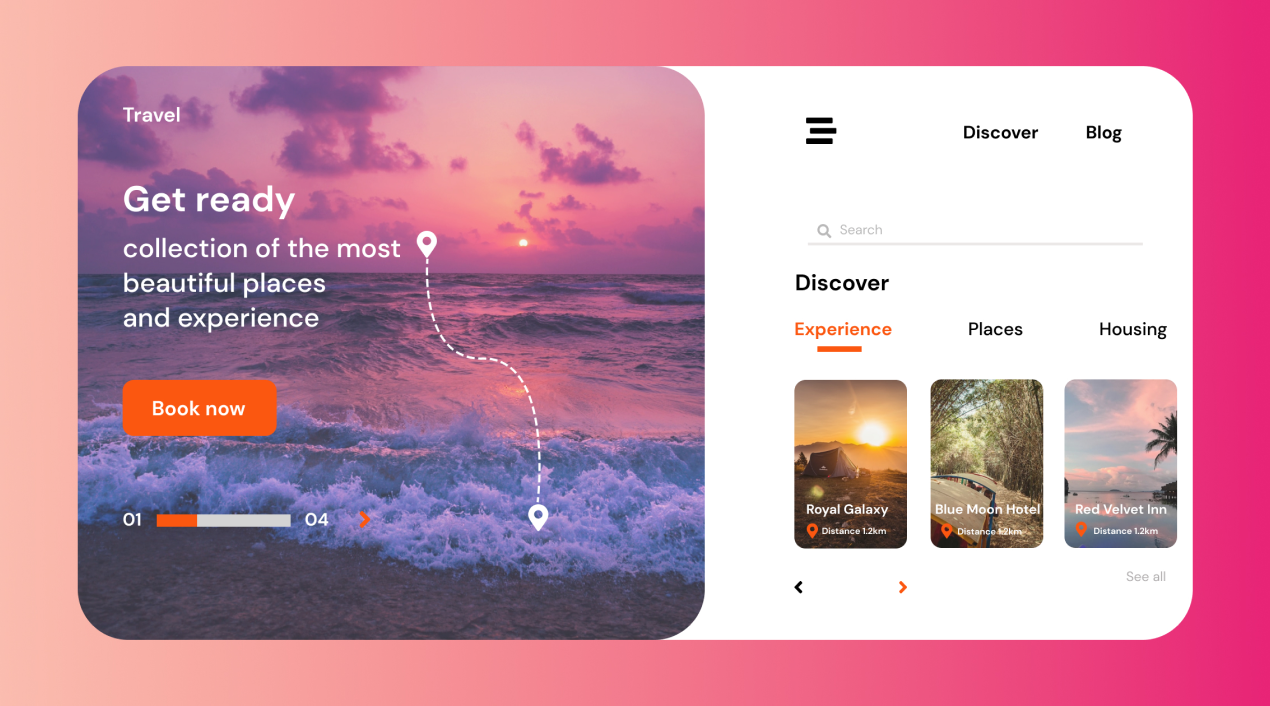 Travel
Get ready
collection of the most
beautiful places
and experience
Book now
01
04
Discover
Blog
Search
Discover
Experience
Places
Housing
Royal Galaxy
Distance 1.2km
Blue Moon Hotel
Distance 1.2km
Red Velvet Inn
Distance 1.2km
See all